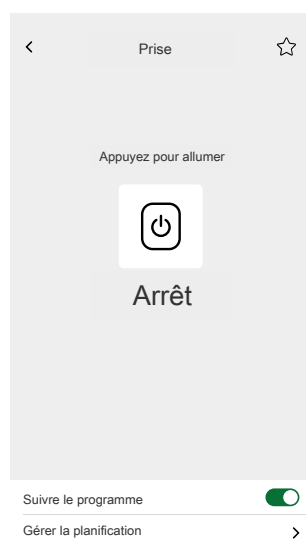 Prise
Appuyez pour allumer
Arrêt
Suivre le programme
Gérer la planification